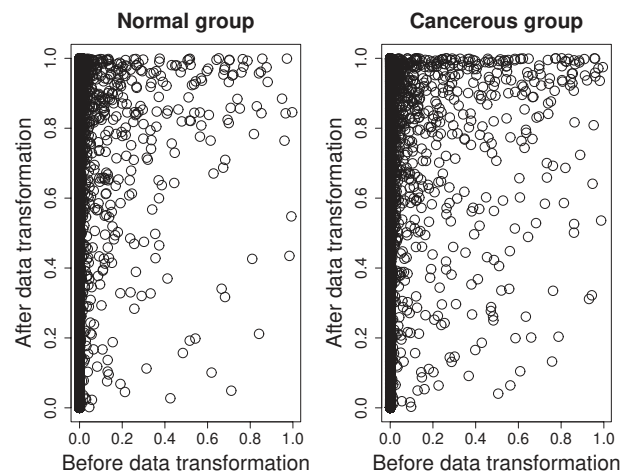 Normal group
After data transformation
1.0
0.8
0.6
0.4
0.2
0.0
0.0 0.2 0.4 0.6 0.8 1.0
Before data transformation
Cancerous group
After data transformation
1.0
0.8
0.6
0.4
0.2
0.0
0.0 0.2 0.4 0.6 0.8 1.0
Before data transformation